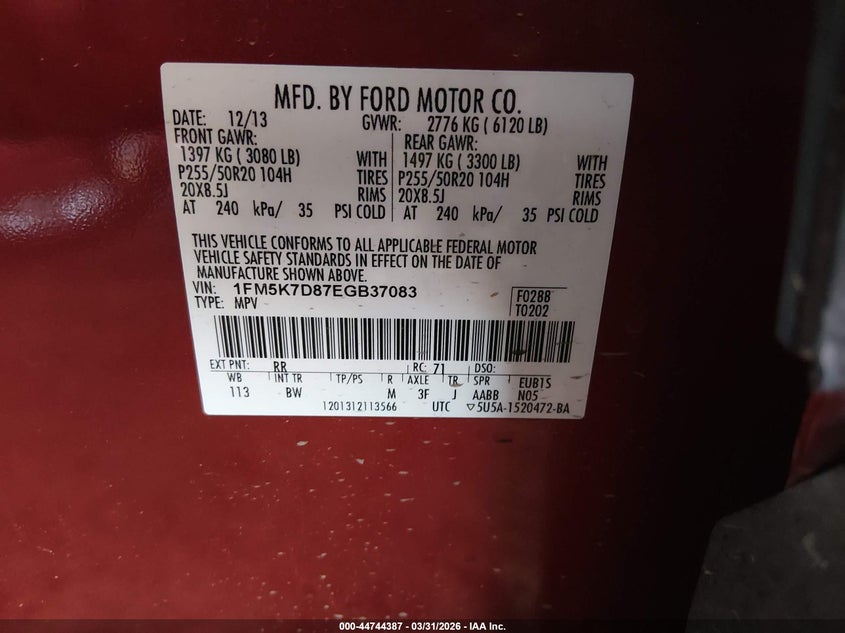 MFD. BY FORD MOTOR CO.
DATE: 12/13 GVWR: 2776 KG ( 6120 LB)
FRONT GAWR: REAR GAWR:
1397 KG ( 3080 LB) WITH 1497 KG ( 3300 LB) WITH
P255/50R20 104H TIRES P255/50R20 104H TIRES
20X8.5J RIMS 20X8.5J RIMS
AT 240 kPa/ 35 PSI COLD AT 240 kPa/ 35 PSI COLD
THIS VEHICLE CONFORMS TO ALL APPLICABLE FEDERAL MOTOR
VEHICLE SAFETY STANDARDS IN EFFECT ON THE DATE OF
MANUFACTURE SHOWN ABOVE.
VIN: 1FM5K7D87EGB37083 F0288
TYPE: MPV T0202
EXT PNT: RR RC: 71 DSO:
WB INT TR TP/PS R AXLE TR SPR EUB1S
113 BW M 3F J AABB N05
1201312113566 UTC ▽5U5A-1520472-BA
000-44744387 | 03/31/2026 - IAA Inc.